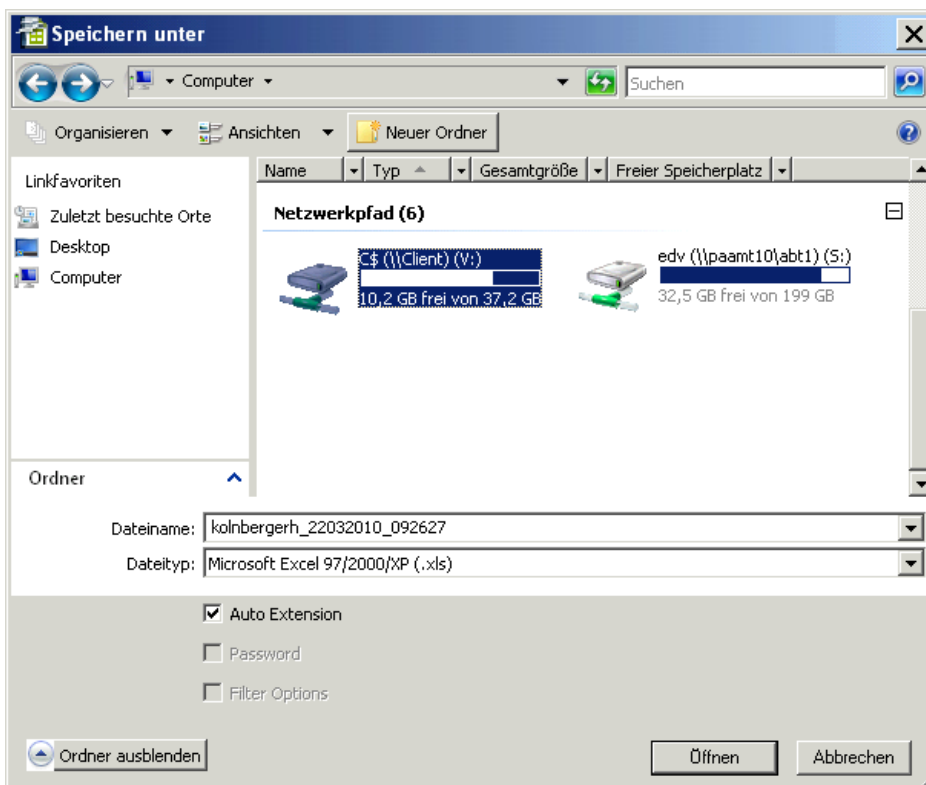 Speichern unter
Computer
Suchen
Organisieren Ansichten Neuer Ordner
Linkfavoriten
Zuletzt besuchte Orte
Desktop
Computer
Ordner
Name Typ Gesamtgröße Freier Speicherplatz
Netzwerkpfad (6)
C$ (\\Client) (V:)
10,2 GB frei von 37,2 GB
edv (\\paamt10\abt1) (S:)
32,5 GB frei von 199 GB
Dateiname: kolnbergerh_22032010_092627
Dateityp: Microsoft Excel 97/2000/XP (.xls)
Auto Extension
Password
Filter Options
Ordner ausblenden
Öffnen Abbrechen